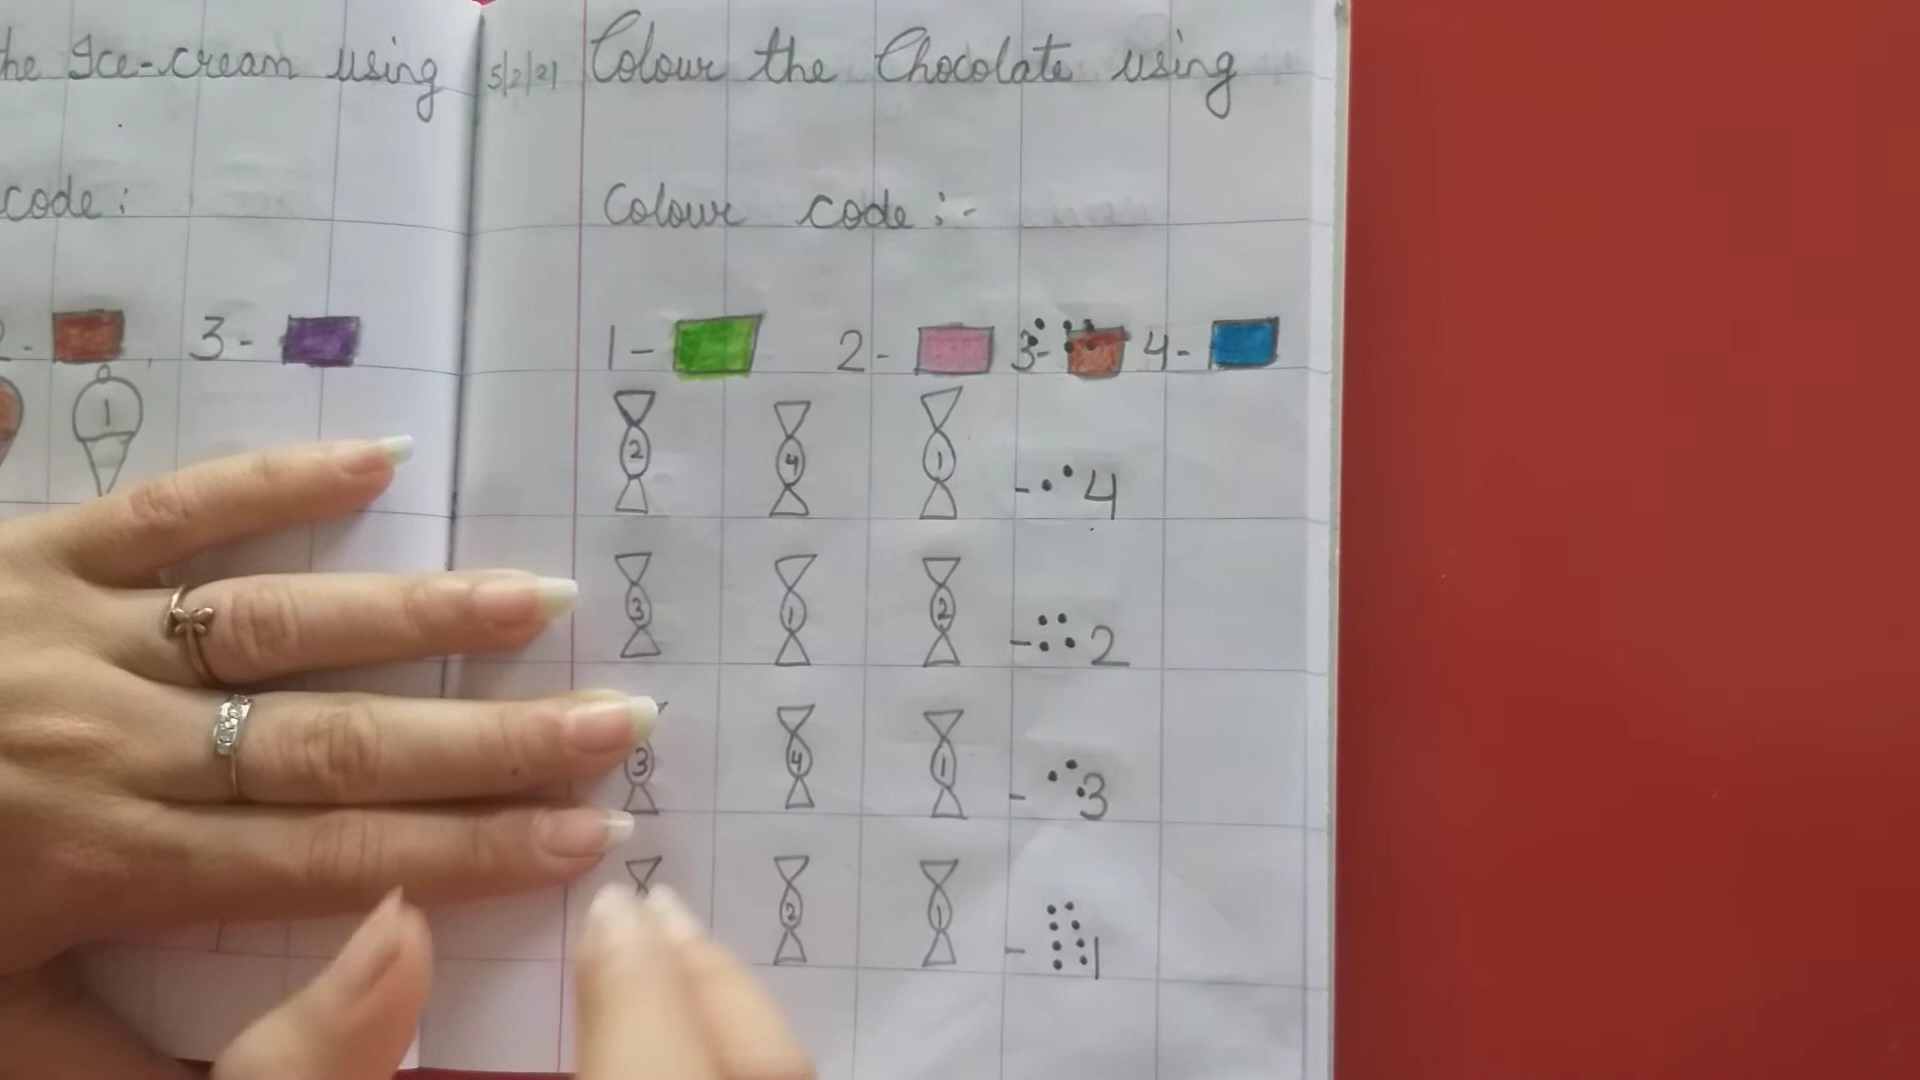 he Ice-cream using
code:
2- 3-
1
5/2/21 Colour the Chocolate using
Colour code:-
1- 2- 3- 4-
2 4 1 - 4
3 1 2 - 2
3 4 1 - 3
2 1 - 1